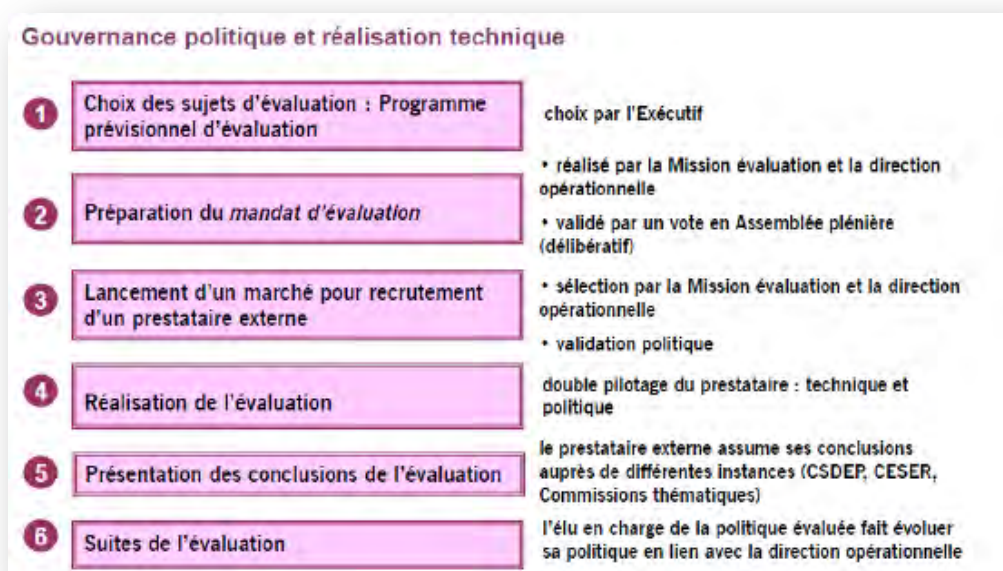 Gouvernance politique et réalisation technique
1
Choix des sujets d'évaluation : Programme
prévisionnel d'évaluation
choix par l'Exécutif
2
Préparation du mandat d'évaluation
• réalisé par la Mission évaluation et la direction
opérationnelle
• validé par un vote en Assemblée plénière
(délibératif)
3
Lancement d'un marché pour recrutement
d'un prestataire externe
• sélection par la Mission évaluation et la direction
opérationnelle
• validation politique
4
Réalisation de l'évaluation
double pilotage du prestataire : technique et
politique
5
Présentation des conclusions de l'évaluation
le prestataire externe assume ses conclusions
auprès de différentes instances (CSDEP, CESER,
Commissions thématiques)
6
Suites de l'évaluation
l'élu en charge de la politique évaluée fait évoluer
sa politique en lien avec la direction opérationnelle